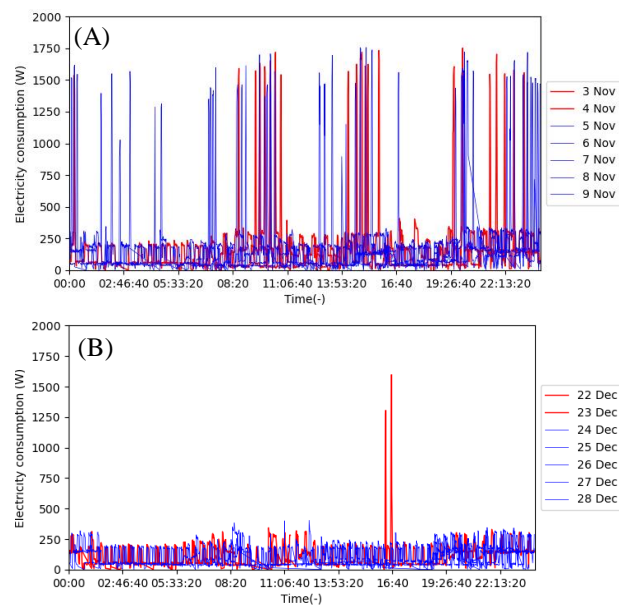 (A)
Electricity consumption (W)
2000
1750
1500
1250
1000
750
500
250
0
00:00 02:46:40 05:33:20 08:20 11:06:40 13:53:20 16:40 19:26:40 22:13:20
Time(-)
3 Nov
4 Nov
5 Nov
6 Nov
7 Nov
8 Nov
9 Nov
(B)
Electricity consumption (W)
2000
1750
1500
1250
1000
750
500
250
0
00:00 02:46:40 05:33:20 08:20 11:06:40 13:53:20 16:40 19:26:40 22:13:20
Time(-)
22 Dec
23 Dec
24 Dec
25 Dec
26 Dec
27 Dec
28 Dec